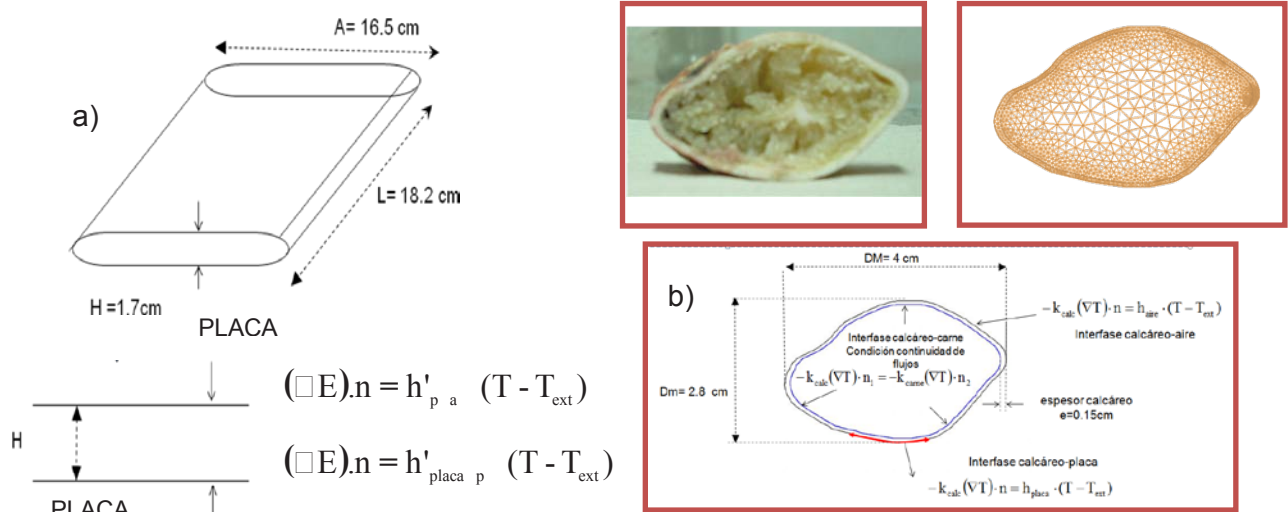 A= 16.5 cm
a)
L= 18.2 cm
H =1.7cm
PLACA
H
(□E).n = h'p a (T - Text)
(□E).n = h'placa p (T - Text)
PLACA
b)
DM= 4 cm
−kcalc(∇T)·n = haire·(T−Text)
Interfase calcáreo-aire
Interfase calcáreo-carne
Condición continuidad de
flujos
−kcalc(∇T)·n1 = −kcarne(∇T)·n2
Dm= 2.8 cm
espesor calcáreo
e=0.15cm
Interfase calcáreo-placa
−kcalc(∇T)·n = hplaca·(T−Text)